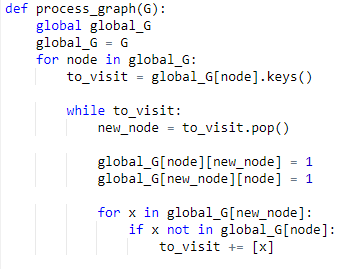 def process_graph(G):
    global global_G
    global_G = G
    for node in global_G:
        to_visit = global_G[node].keys()

        while to_visit:
            new_node = to_visit.pop()

            global_G[node][new_node] = 1
            global_G[new_node][node] = 1

            for x in global_G[new_node]:
                if x not in global_G[node]:
                    to_visit += [x]